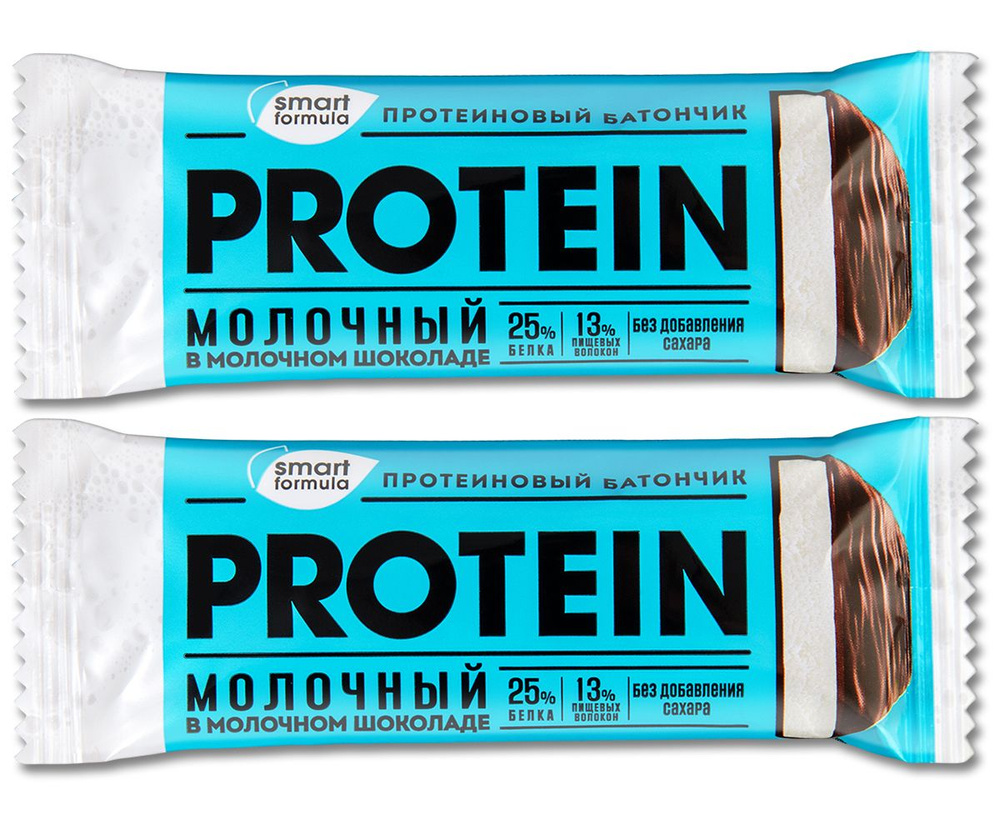 smart
formula
ПРОТЕИНОВЫЙ БАТОНЧИК
PROTEIN
МОЛОЧНЫЙ
В МОЛОЧНОМ ШОКОЛАДЕ
25%
БЕЛКА
13%
ПИЩЕВЫХ
ВОЛОКОН
БЕЗ ДОБАВЛЕНИЯ
САХАРА
smart
formula
ПРОТЕИНОВЫЙ БАТОНЧИК
PROTEIN
МОЛОЧНЫЙ
В МОЛОЧНОМ ШОКОЛАДЕ
25%
БЕЛКА
13%
ПИЩЕВЫХ
ВОЛОКОН
БЕЗ ДОБАВЛЕНИЯ
САХАРА